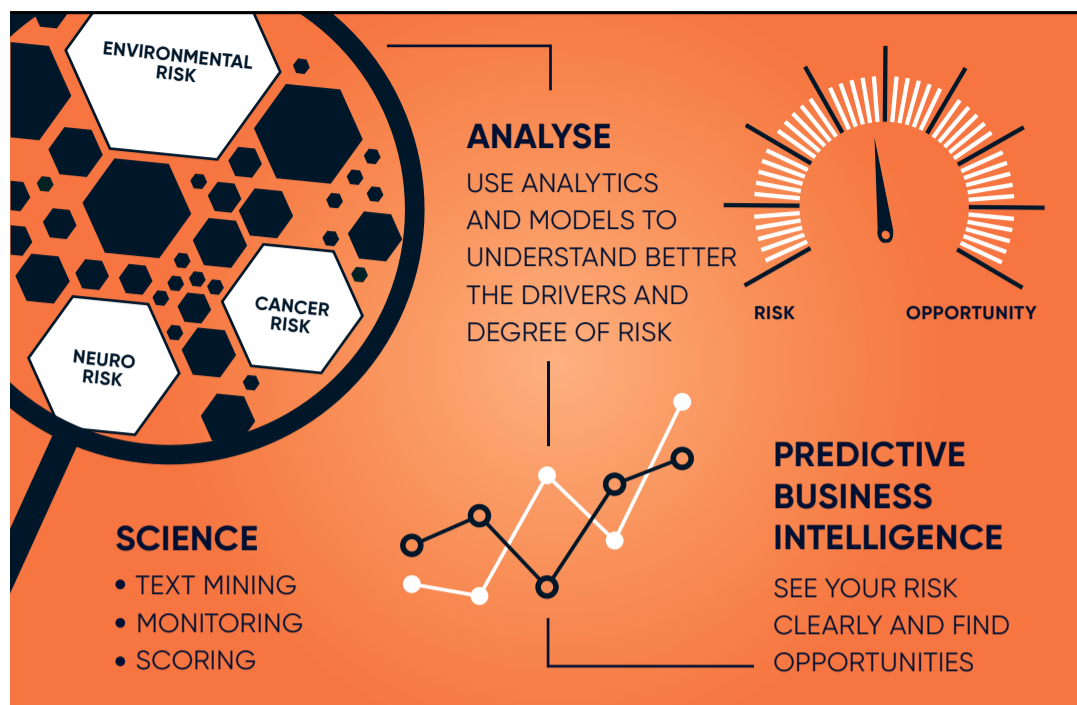 ENVIRONMENTAL
RISK
CANCER
RISK
NEURO
RISK
SCIENCE
• TEXT MINING
• MONITORING
• SCORING
ANALYSE
USE ANALYTICS
AND MODELS TO
UNDERSTAND BETTER
THE DRIVERS AND
DEGREE OF RISK
RISK
OPPORTUNITY
PREDICTIVE
BUSINESS
INTELLIGENCE
SEE YOUR RISK
CLEARLY AND FIND
OPPORTUNITIES